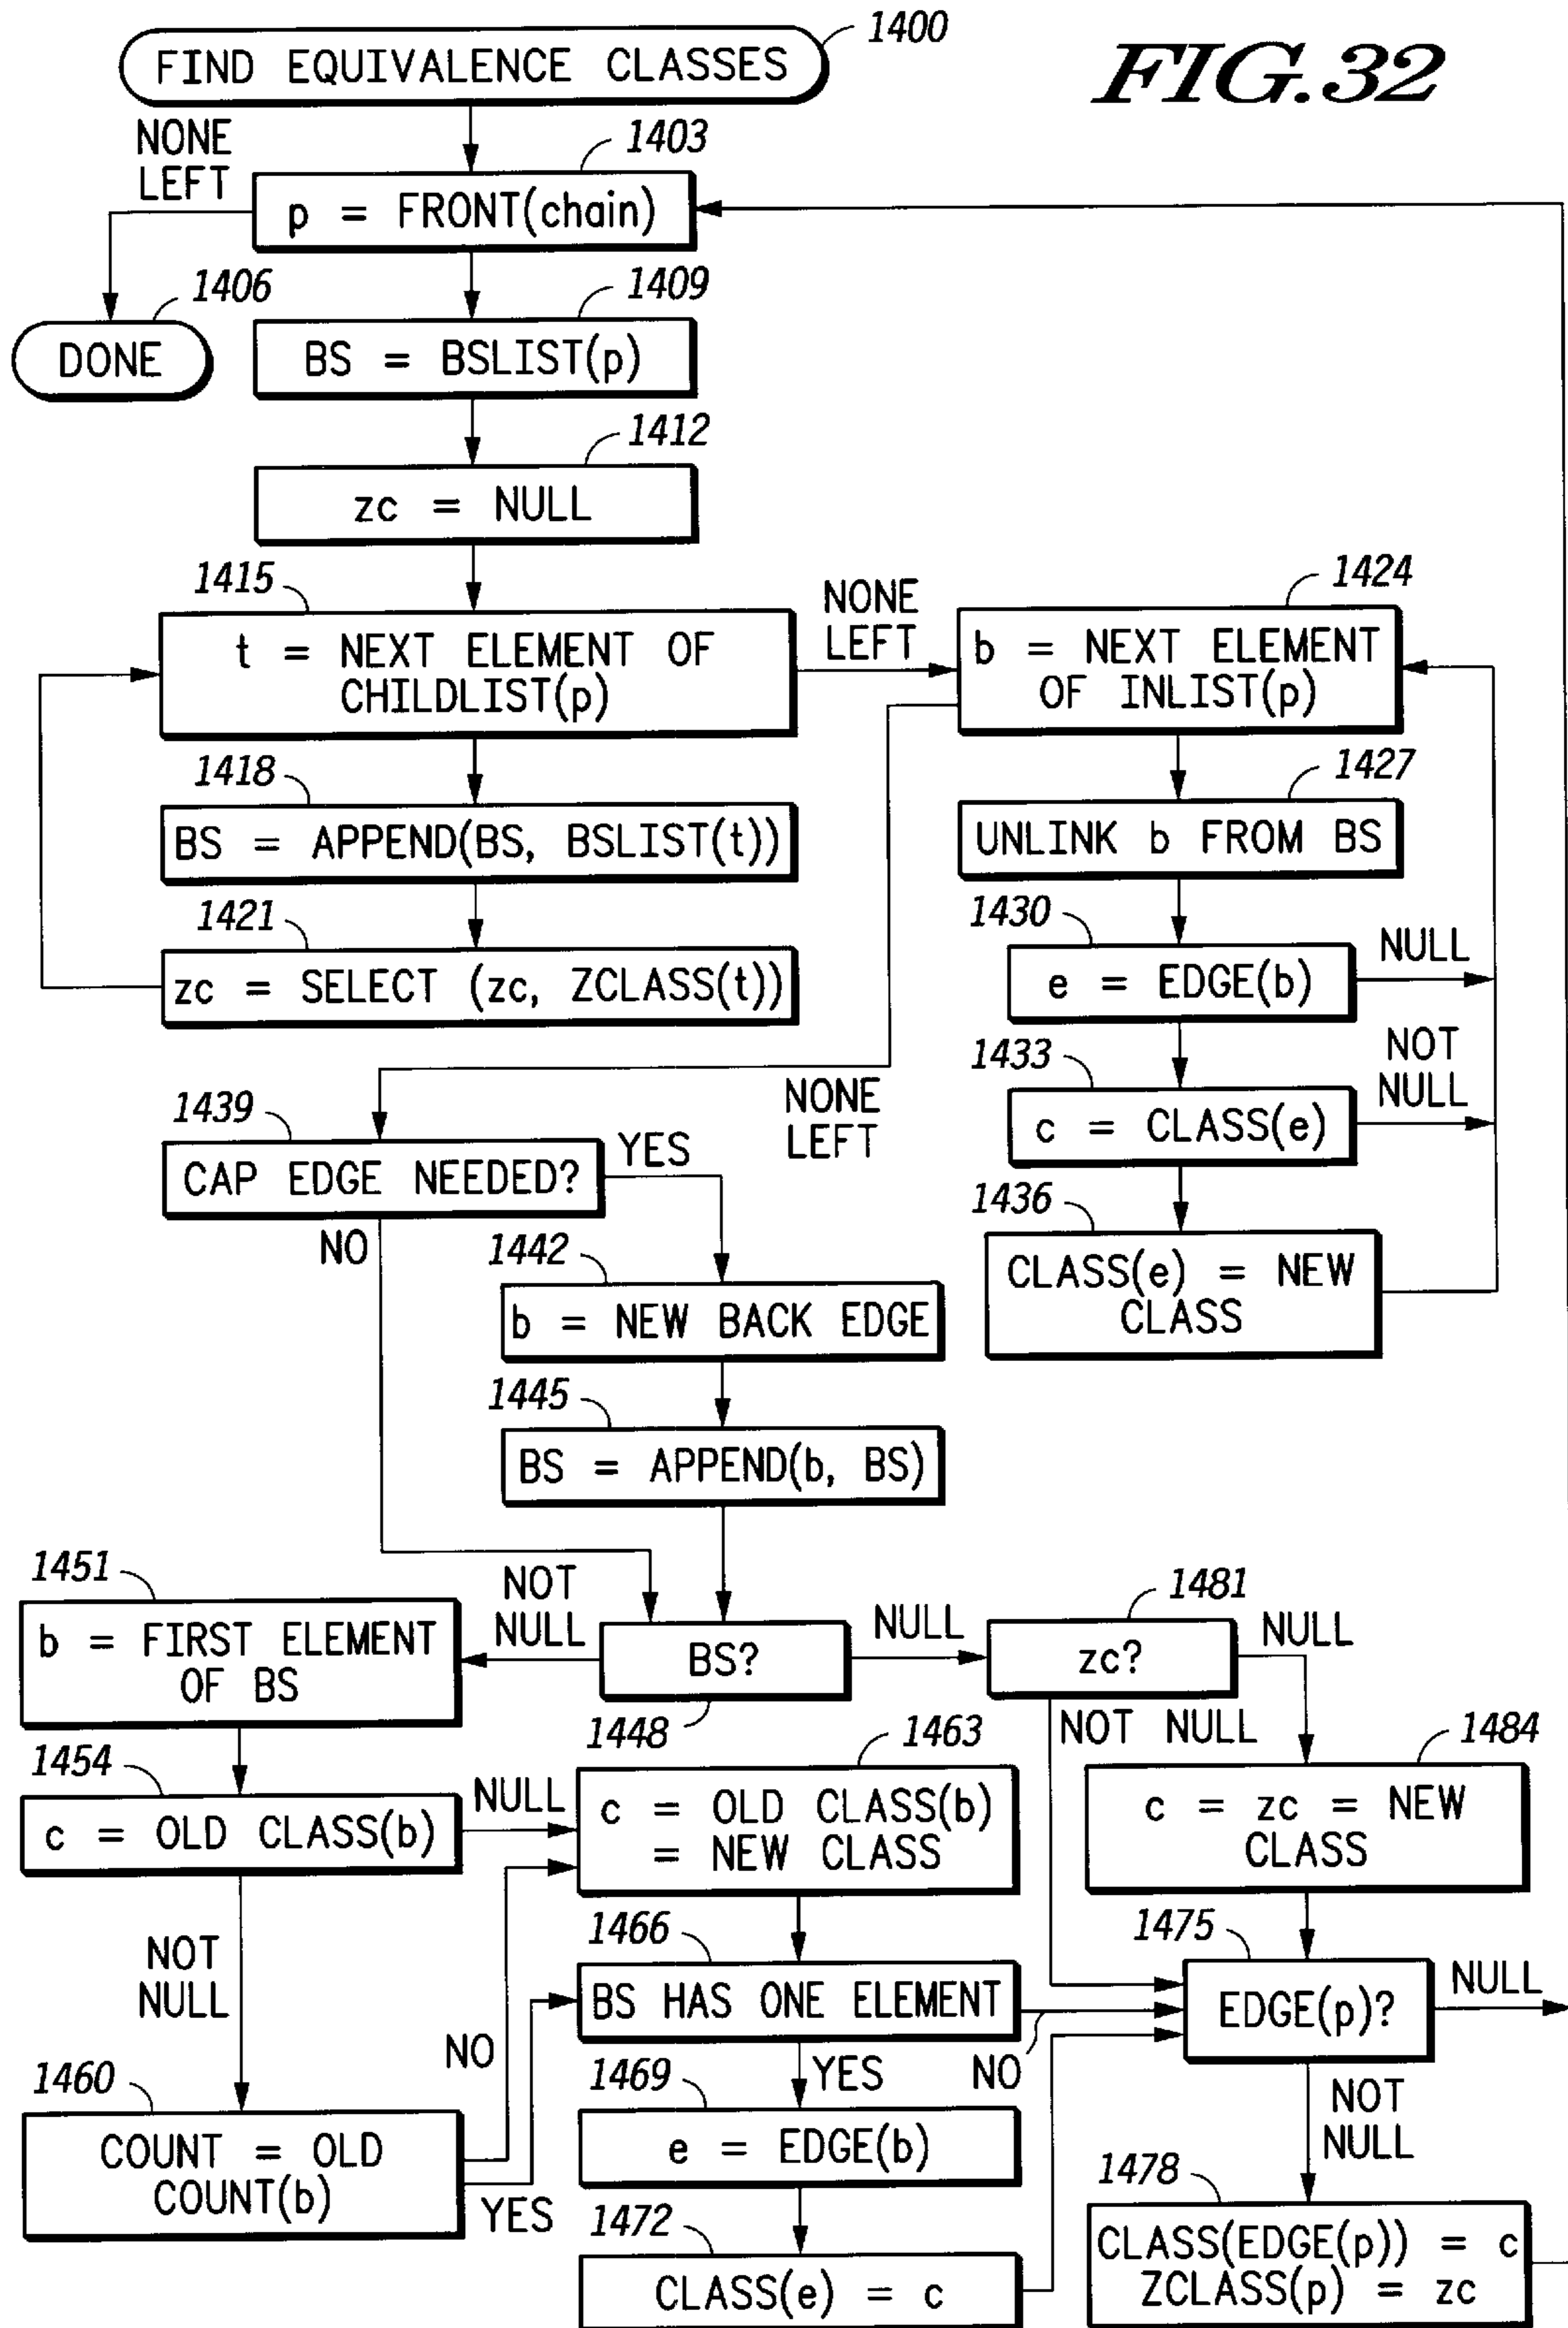 1400
FIND EQUIVALENCE CLASSES
FIG.32
NONE
LEFT
1403
p = FRONT(chain)
1406
DONE
1409
BS = BSLIST(p)
1412
zc = NULL
1415
t = NEXT ELEMENT OF
CHILDLIST(p)
NONE
LEFT
1424
b = NEXT ELEMENT
OF INLIST(p)
1418
BS = APPEND(BS, BSLIST(t))
1427
UNLINK b FROM BS
1421
zc = SELECT (zc, ZCLASS(t))
1430
e = EDGE(b)
NULL
1433
c = CLASS(e)
NOT
NULL
NONE
LEFT
1439
CAP EDGE NEEDED?
YES
NO
1436
CLASS(e) = NEW
CLASS
1442
b = NEW BACK EDGE
1445
BS = APPEND(b, BS)
1451
b = FIRST ELEMENT
OF BS
NOT
NULL
BS?
1448
NULL
1481
zc?
NULL
NOT NULL
1454
c = OLD CLASS(b)
NULL
1463
c = OLD CLASS(b)
= NEW CLASS
1484
c = zc = NEW
CLASS
NOT
NULL
1466
BS HAS ONE ELEMENT
1475
EDGE(p)?
NULL
NO
YES
NO
NOT
NULL
1460
COUNT = OLD
COUNT(b)
YES
1469
e = EDGE(b)
1472
CLASS(e) = c
1478
CLASS(EDGE(p)) = c
ZCLASS(p) = zc